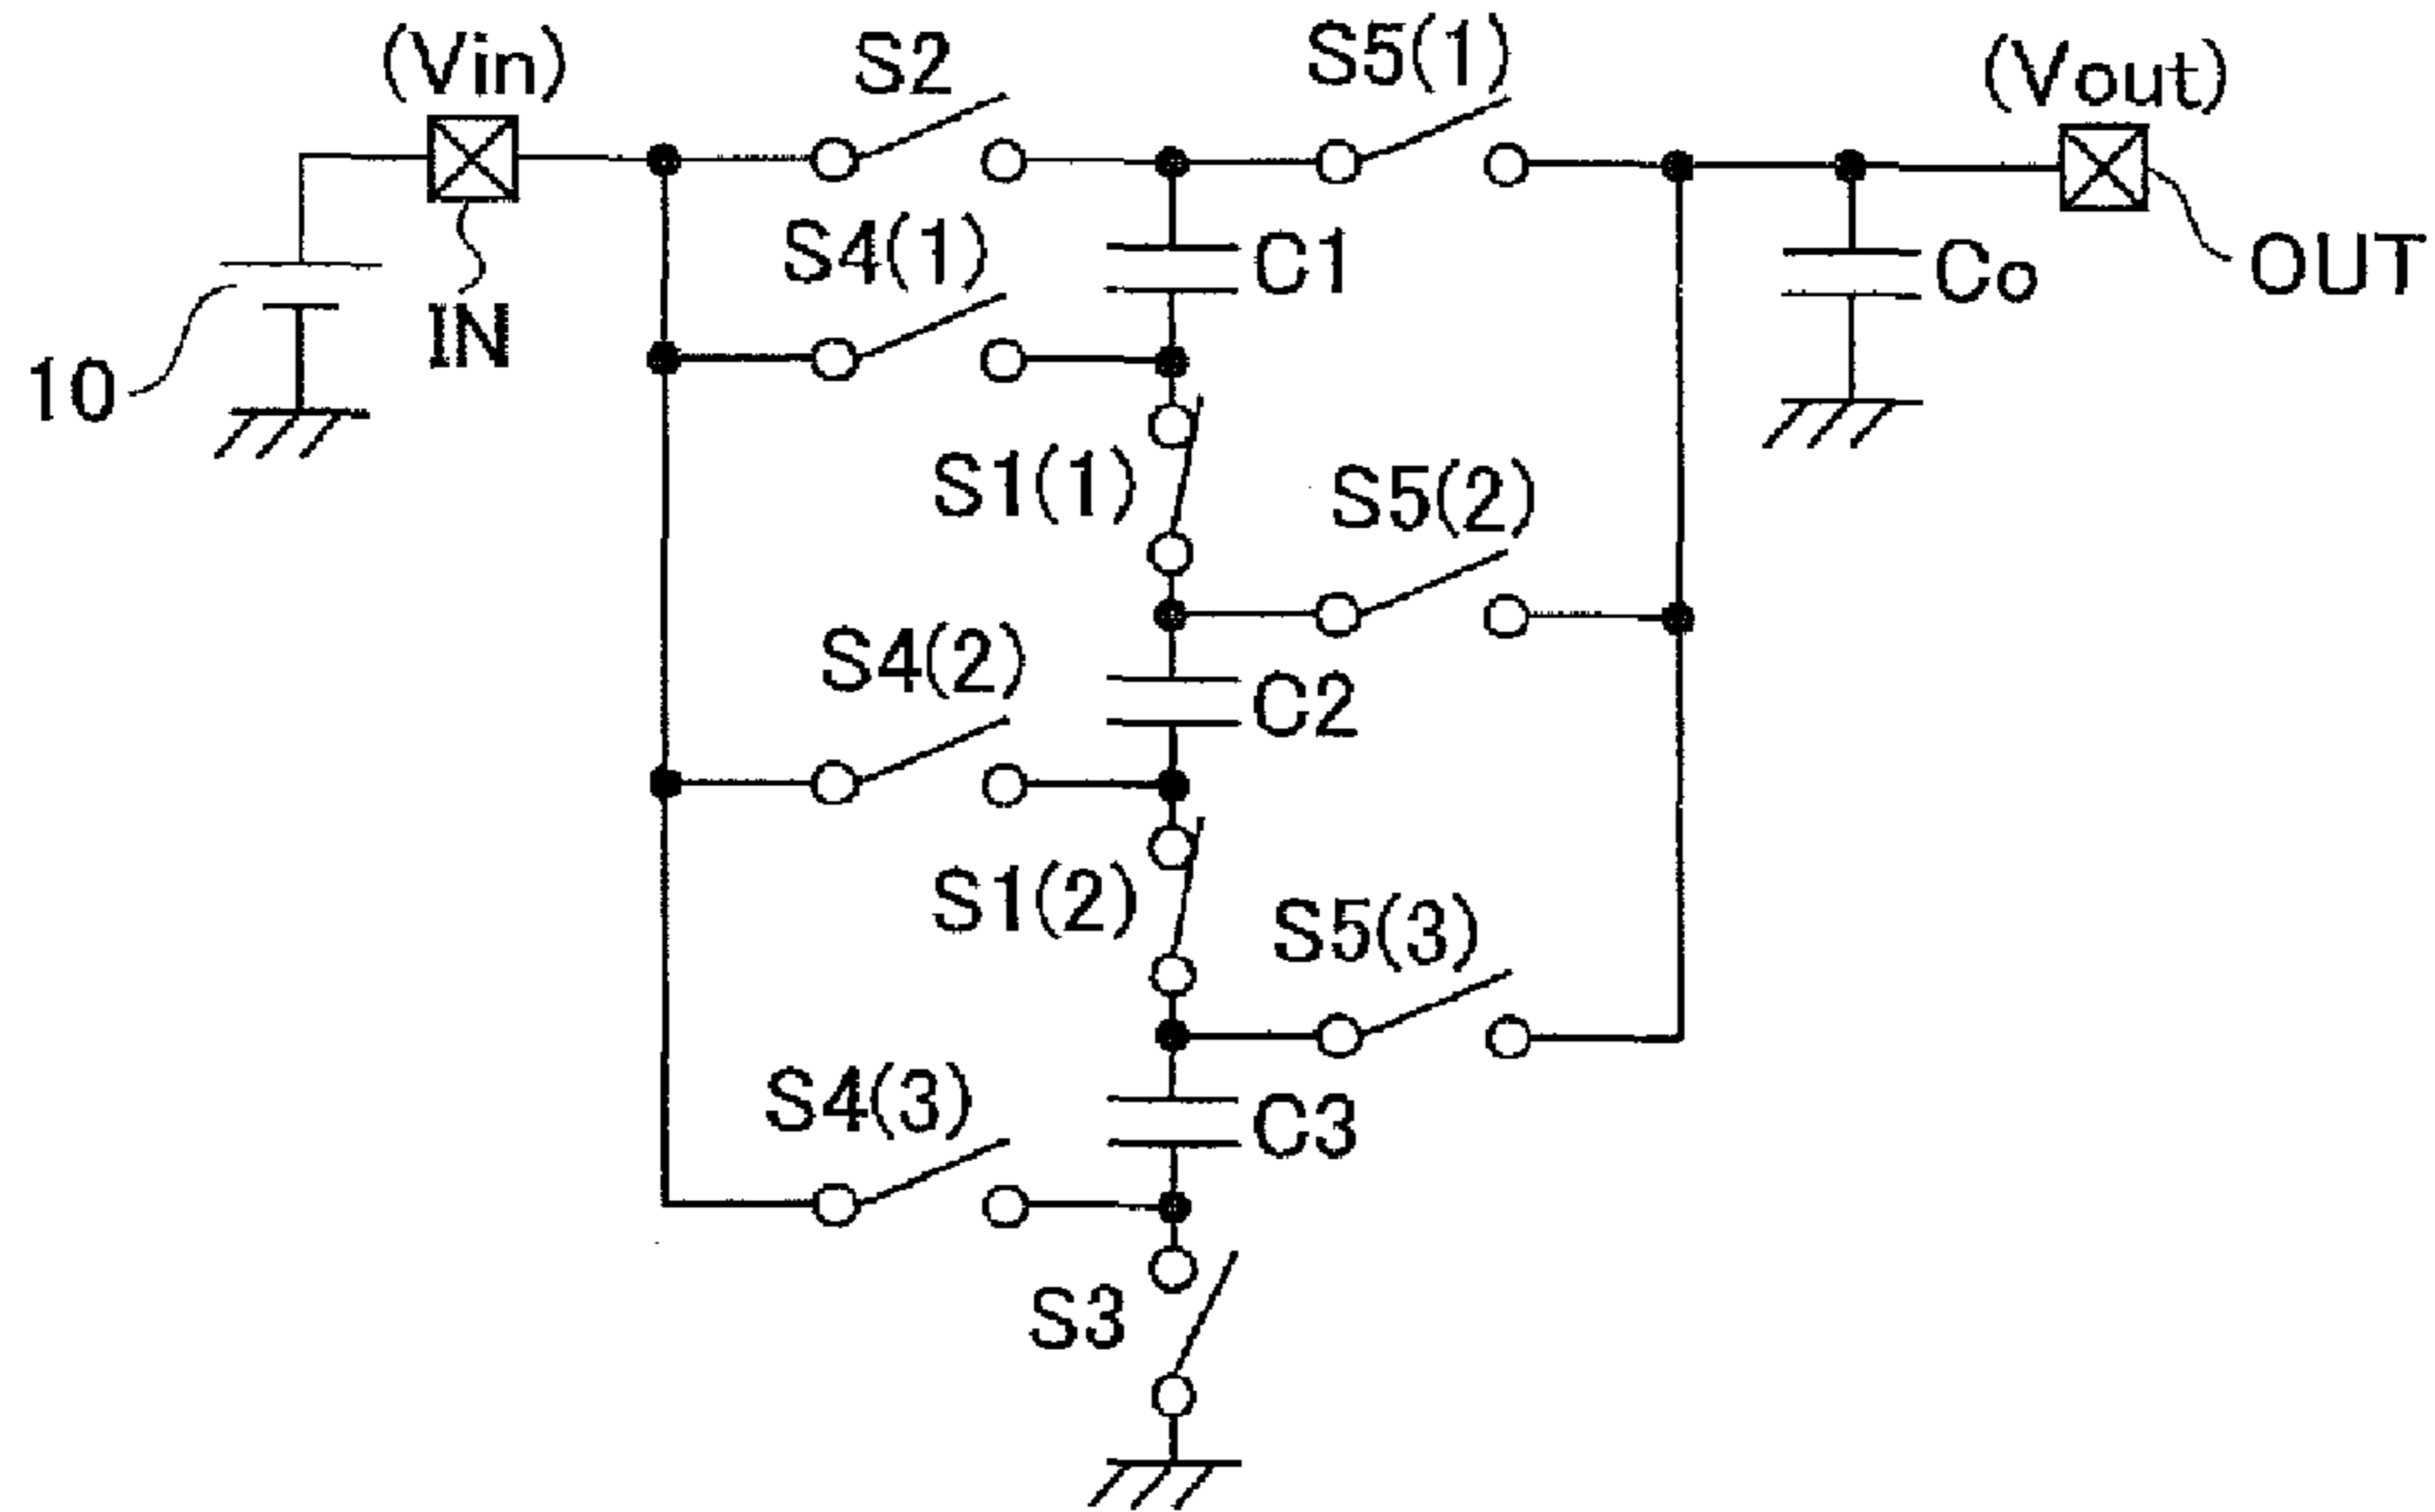 (Vin)
S2
S5(1)
(Vout)
S4(1)
C1
Co
OUT
10
IN
S1(1)
S5(2)
S4(2)
C2
S1(2)
S5(3)
S4(3)
C3
S3